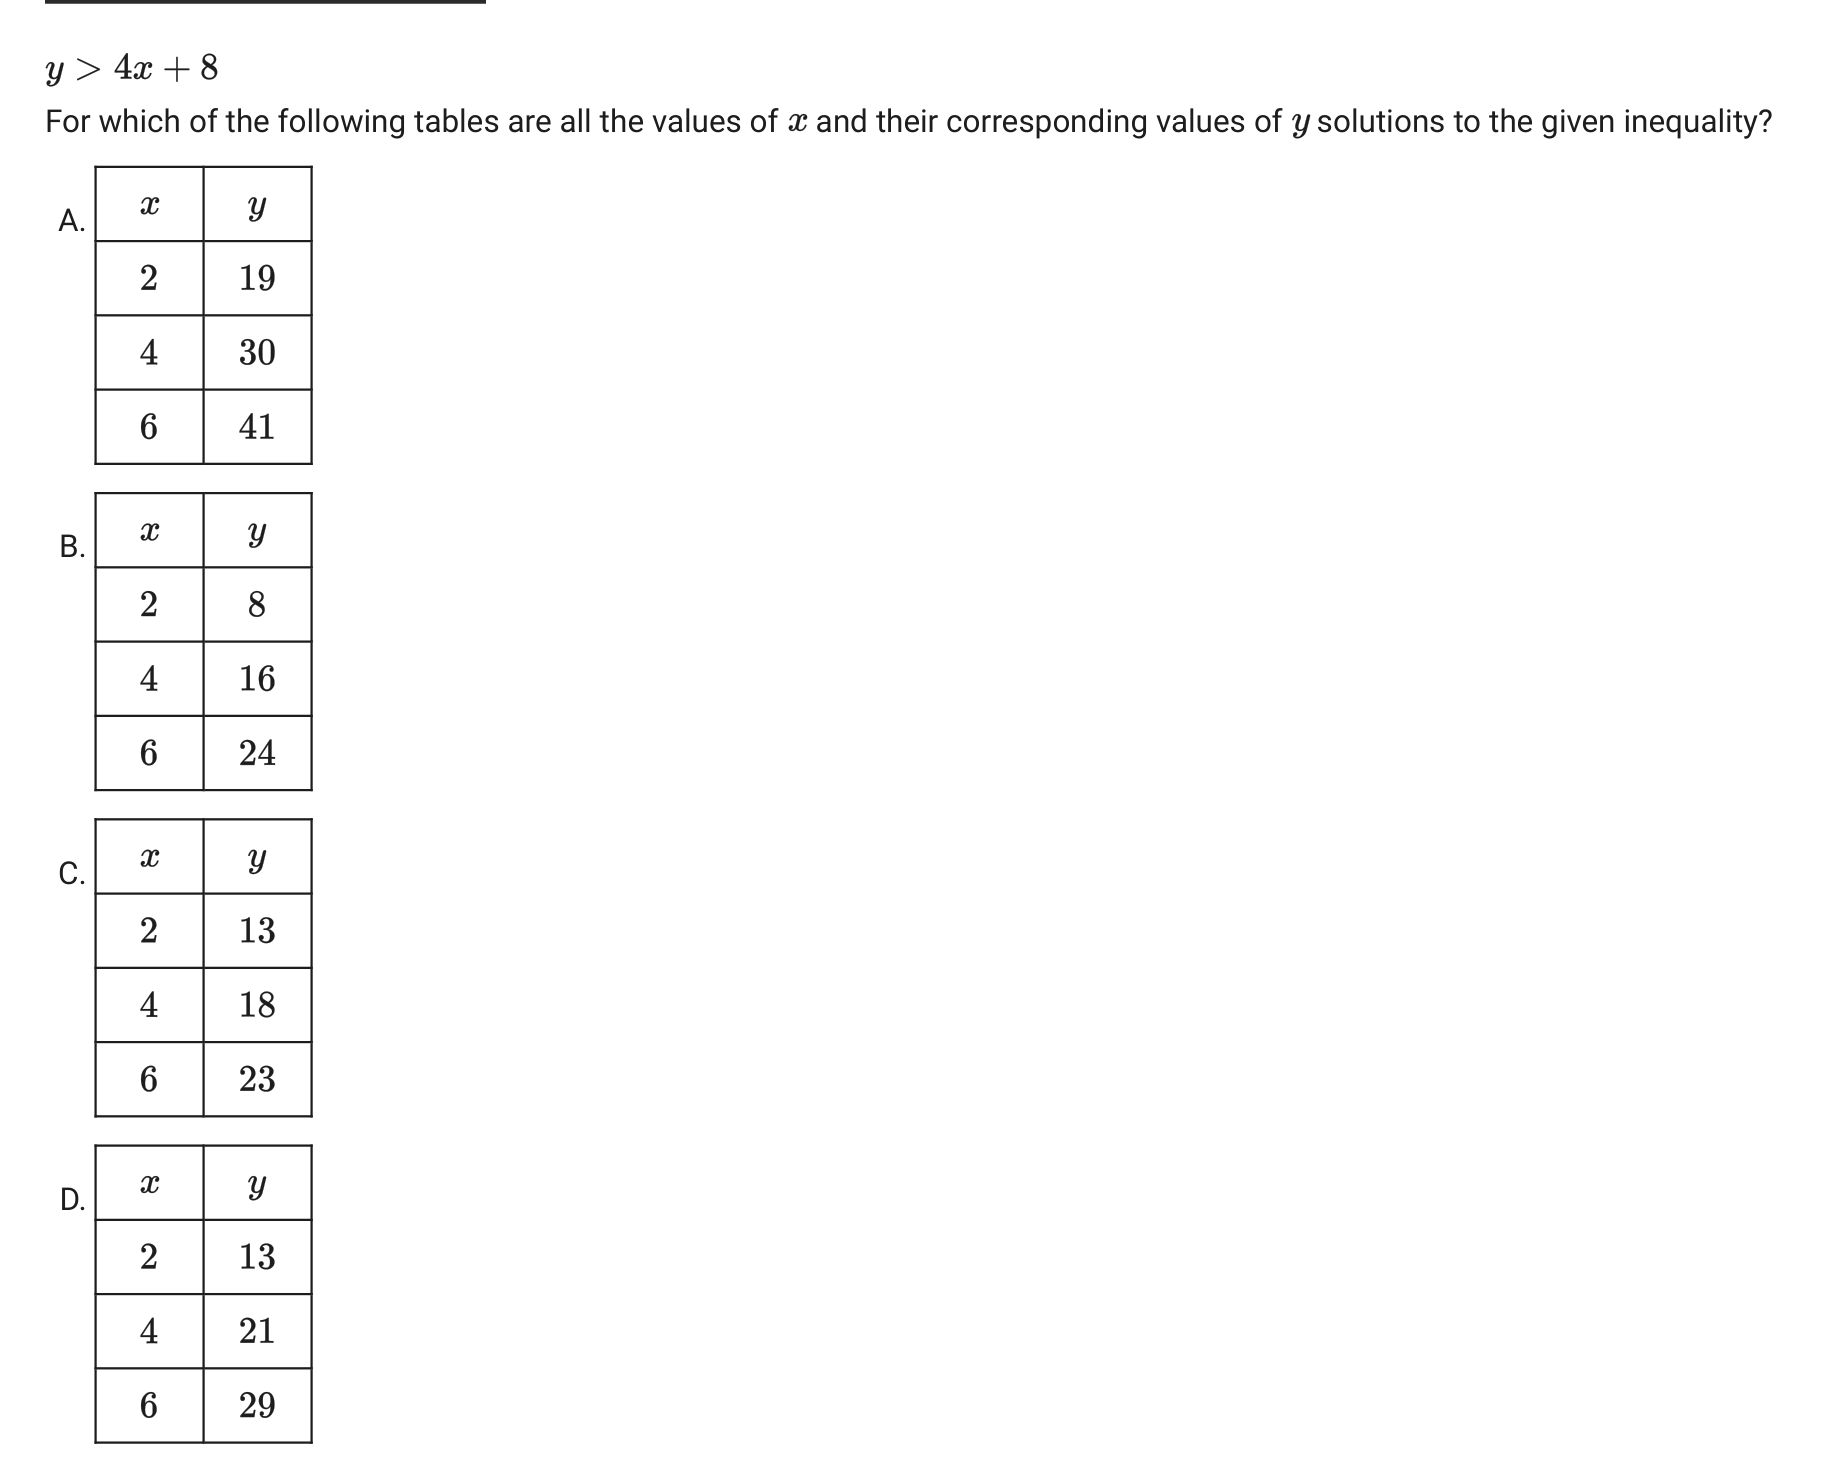 y > 4x + 8
For which of the following tables are all the values of x and their corresponding values of y solutions to the given inequality?
A.
x y
2 19
4 30
6 41
B.
x y
2 8
4 16
6 24
C.
x y
2 13
4 18
6 23
D.
x y
2 13
4 21
6 29